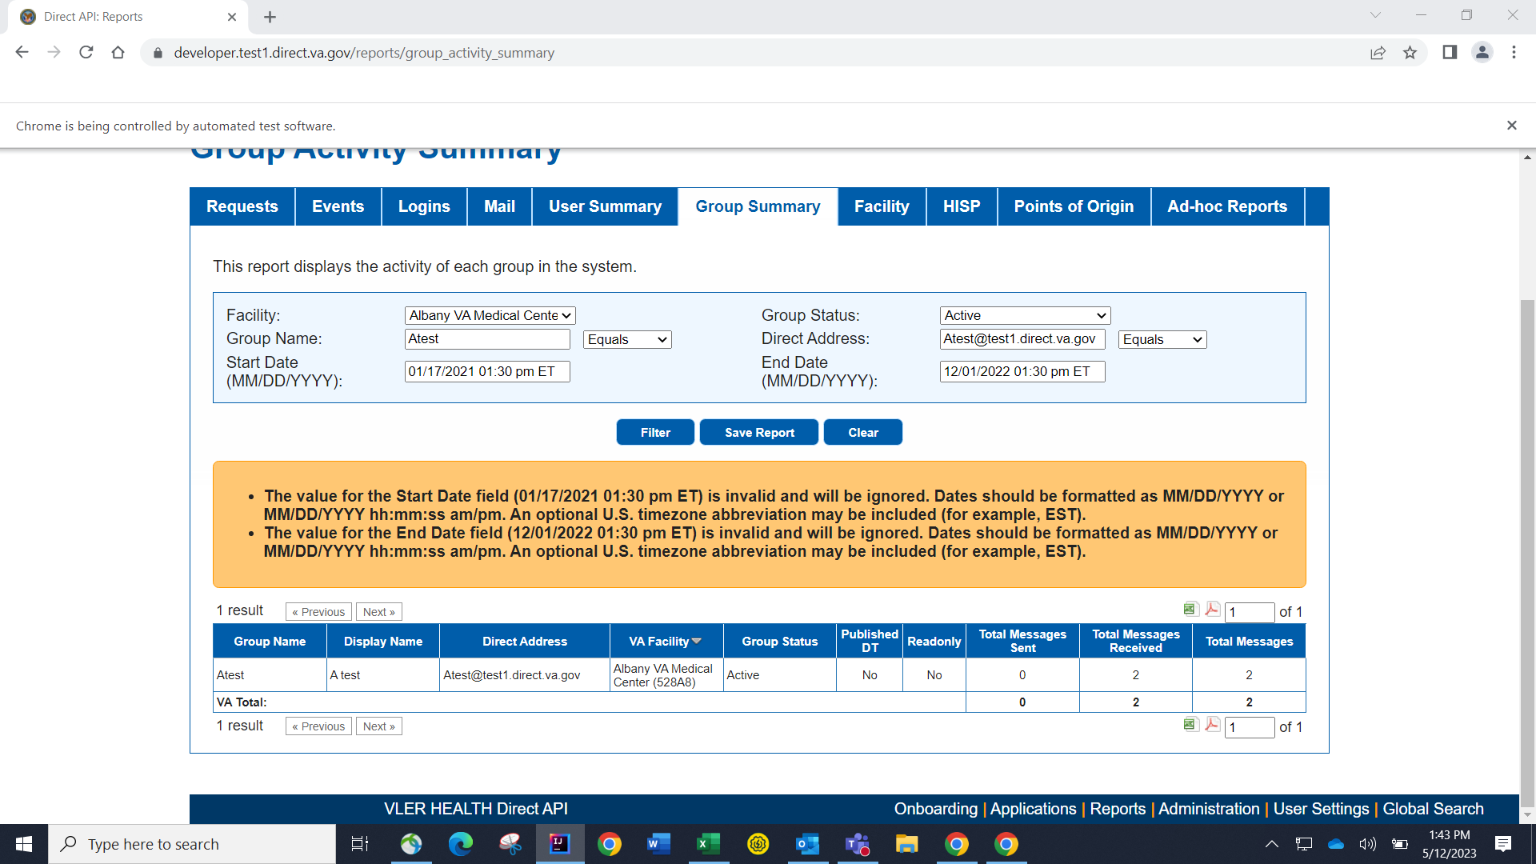 Direct API: Reports
developer.test1.direct.va.gov/reports/group_activity_summary
Chrome is being controlled by automated test software.
Group Activity Summary
Requests Events Logins Mail User Summary Group Summary Facility HISP Points of Origin Ad-hoc Reports
This report displays the activity of each group in the system.
Facility: Albany VA Medical Cente Group Status: Active
Group Name: Atest Equals Direct Address: Atest@test1.direct.va.gov Equals
Start Date
(MM/DD/YYYY): 01/17/2021 01:30 pm ET End Date
(MM/DD/YYYY): 12/01/2022 01:30 pm ET
Filter Save Report Clear
• The value for the Start Date field (01/17/2021 01:30 pm ET) is invalid and will be ignored. Dates should be formatted as MM/DD/YYYY or
MM/DD/YYYY hh:mm:ss am/pm. An optional U.S. timezone abbreviation may be included (for example, EST).
• The value for the End Date field (12/01/2022 01:30 pm ET) is invalid and will be ignored. Dates should be formatted as MM/DD/YYYY or
MM/DD/YYYY hh:mm:ss am/pm. An optional U.S. timezone abbreviation may be included (for example, EST).
1 result « Previous Next » 1 of 1
Group Name Display Name Direct Address VA Facility Group Status Published DT Readonly Total Messages Sent Total Messages Received Total Messages
Atest A test Atest@test1.direct.va.gov Albany VA Medical Center (528A8) Active No No 0 2 2
VA Total: 0 2 2
1 result « Previous Next » 1 of 1
VLER HEALTH Direct API Onboarding | Applications | Reports | Administration | User Settings | Global Search
Type here to search
1:43 PM
5/12/2023